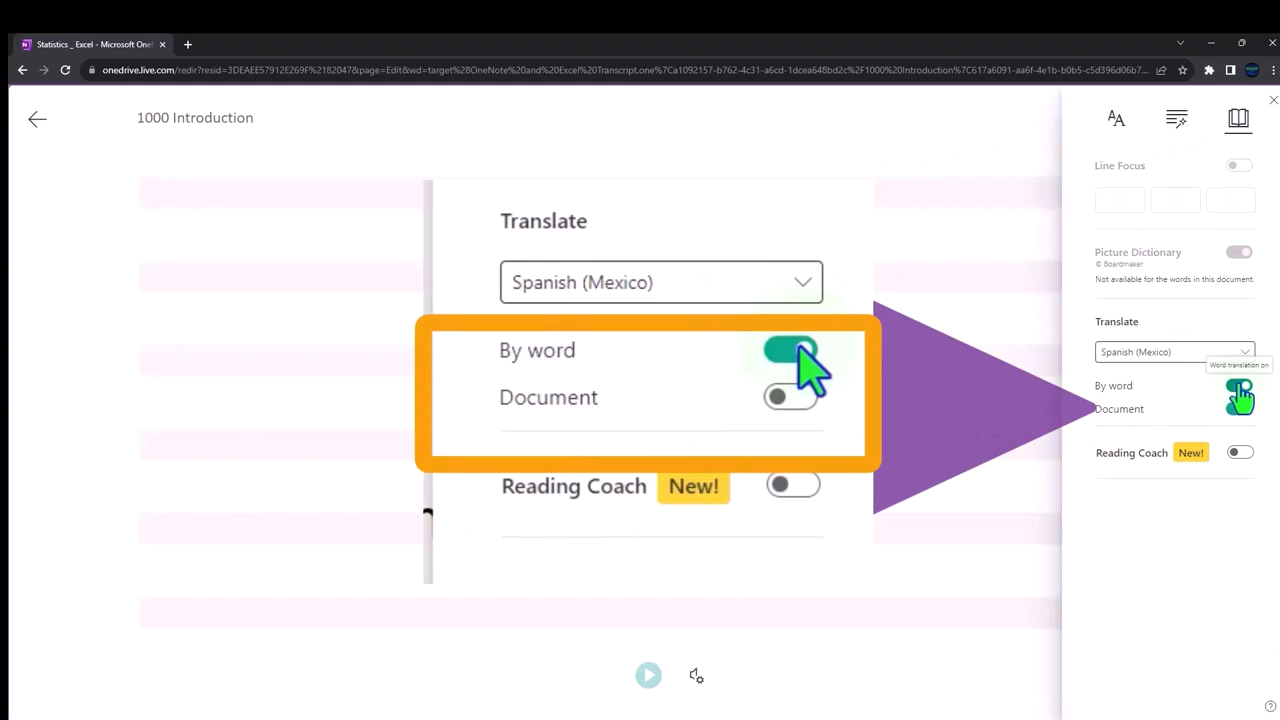 Statistics _ Excel - Microsoft One
onedrive.live.com/redir?resid=3DEAEE57912E269F%2182047&page=Edit&wd=target%28OneNote%20and%20Excel%20Transcript.one%7Ca1092157-b762-4c31-a6cd-1dcea648bd2c%2F1000%20Introduction%7C617a6091-aa6f-4e1b-b0b5-c5d396d06b7...
1000 Introduction
Translate
Spanish (Mexico)
By word
Document
Reading Coach New!
Line Focus
Picture Dictionary
© Boardmaker
Not available for the words in this document.
Translate
Spanish (Mexico)
Word translation on
By word
Document
Reading Coach New!